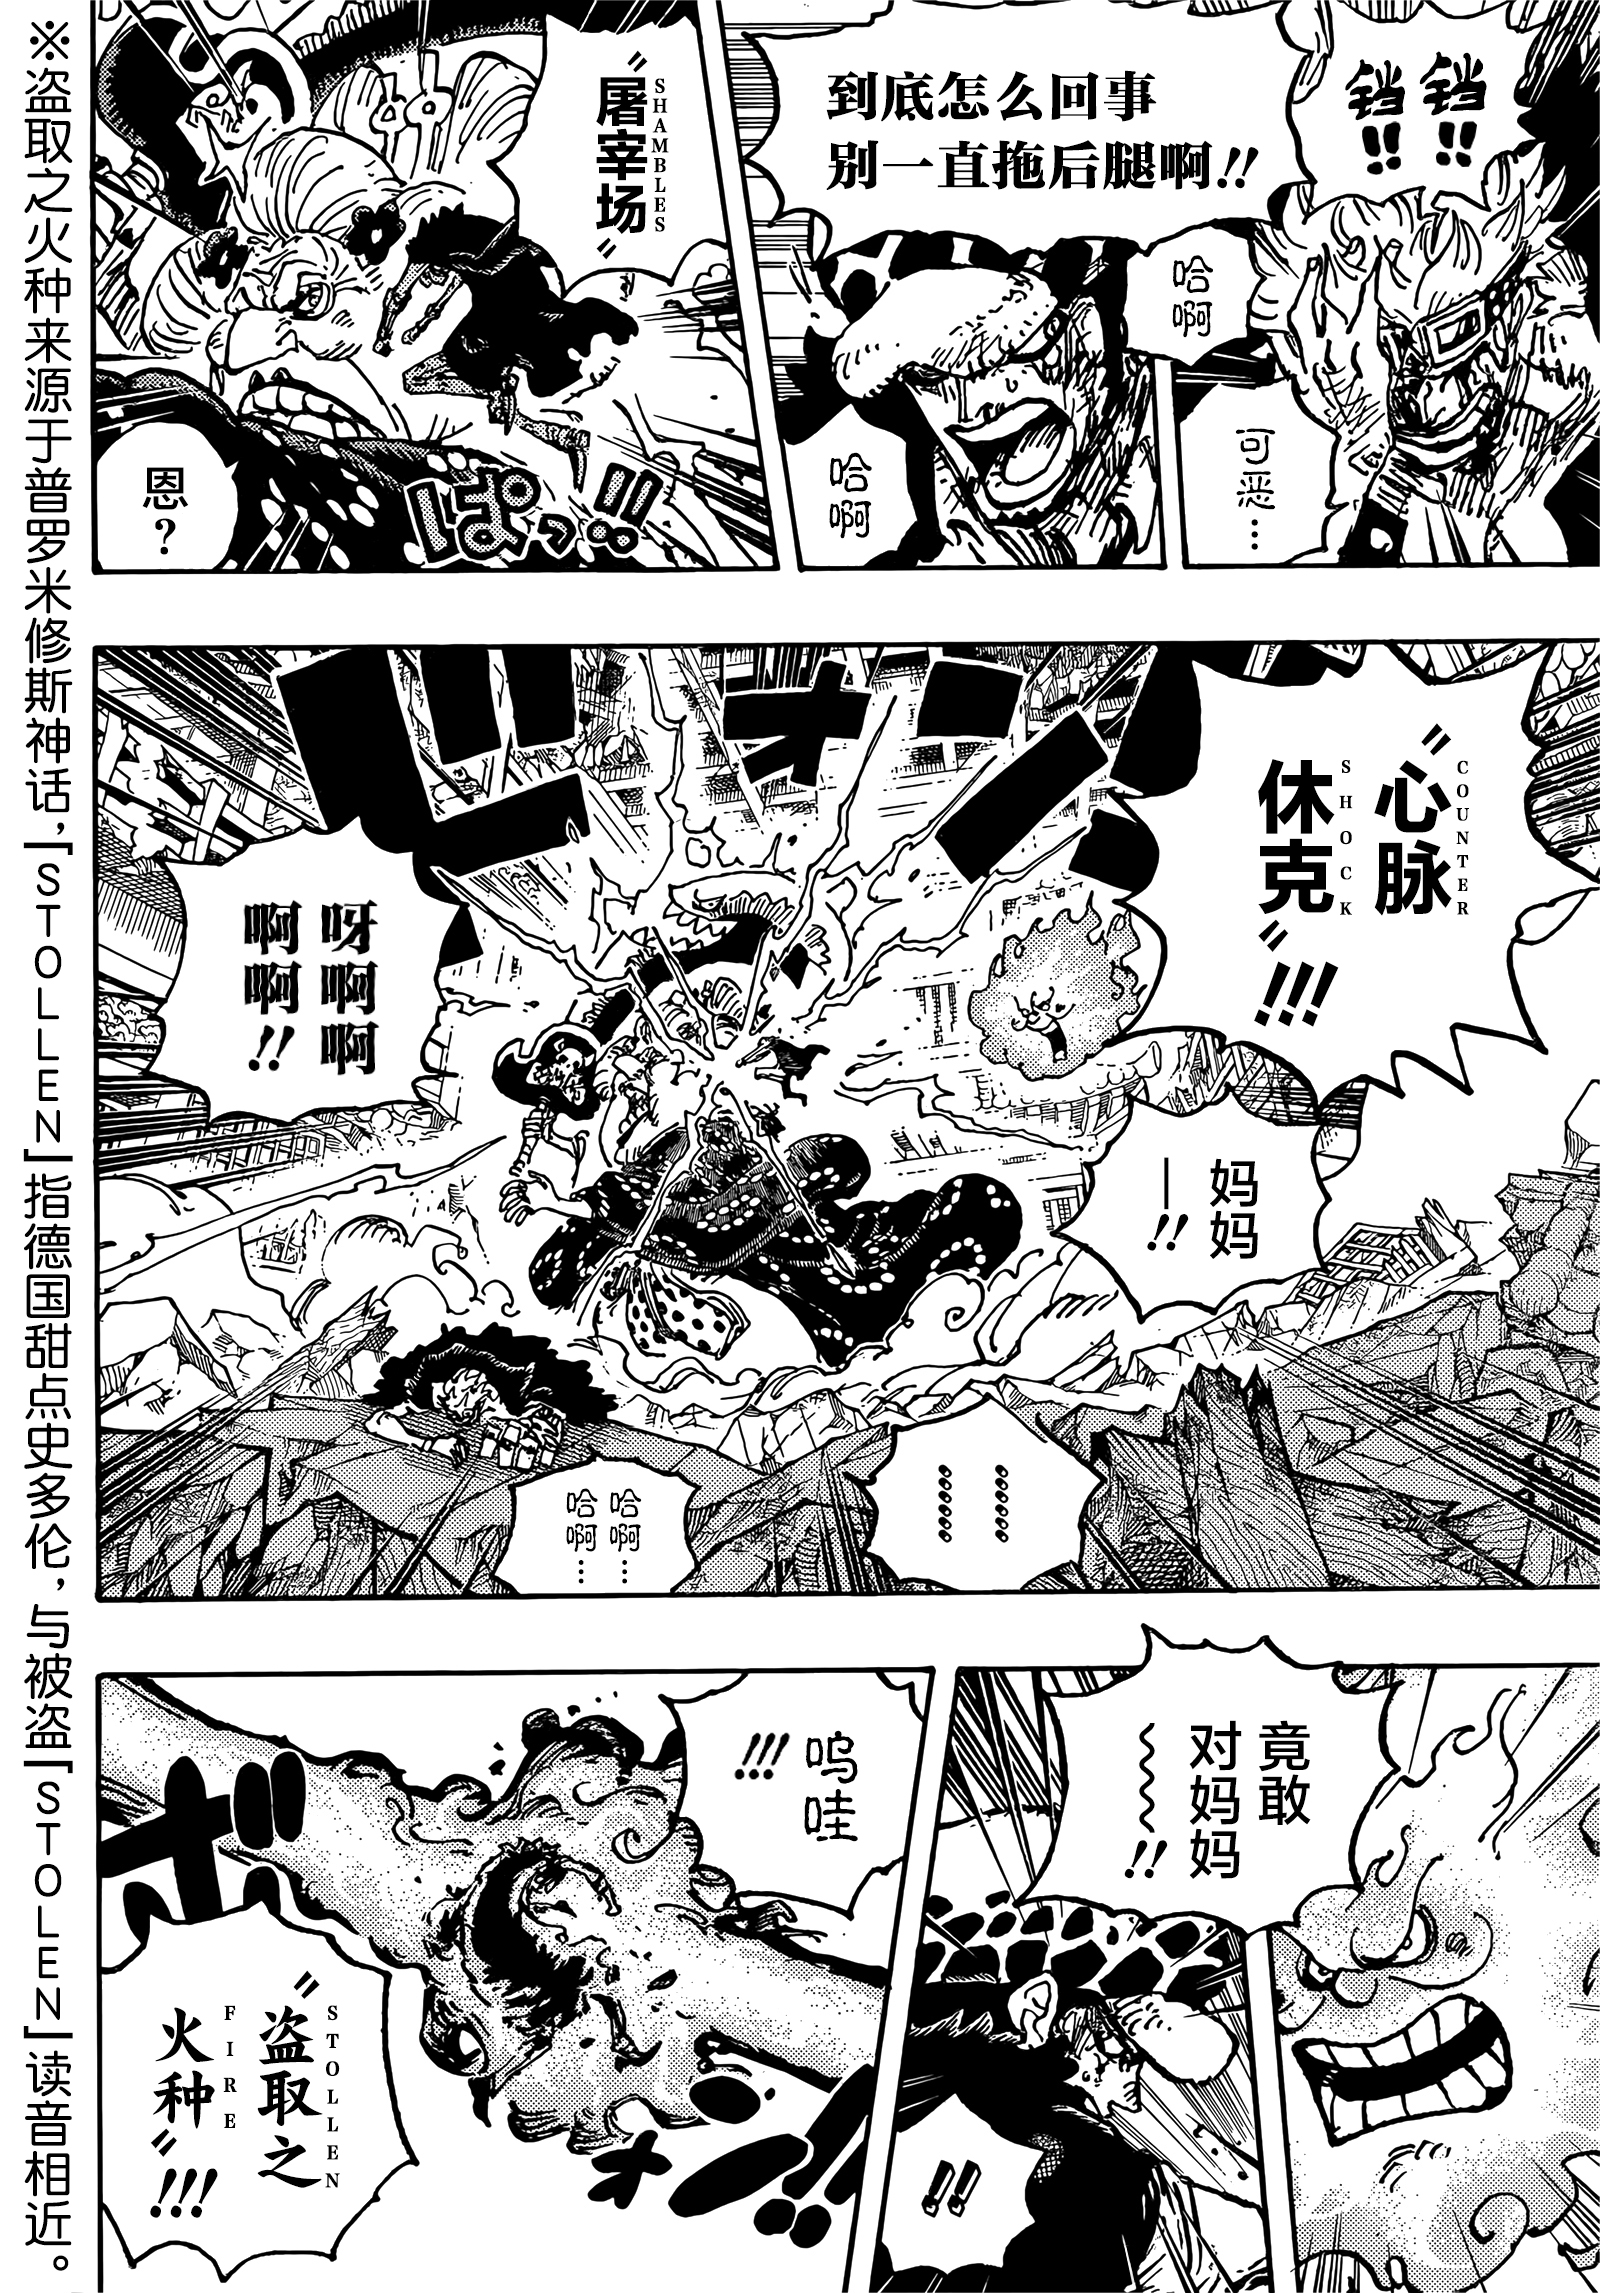 铛铛!!
可恶…
到底怎么回事
别一直拖后腿啊!!
哈啊
哈啊
“屠宰场”
SHAMBLES
ぱっ!!
恩?
“心脉
COUNTER
休克”!!!
SHOCK
妈妈
—!!
呀啊啊
啊啊!!
……
……
哈啊…
哈啊…
竟敢
对妈妈
~~!!
!!
呜哇
!!!
“盗取之
STOLLEN
火种”!!!
FIRE
※盗取之火种来源于普罗米修斯神话,「STOLLEN」指德国甜点史多伦,与被盗「STOLEN」读音相近。